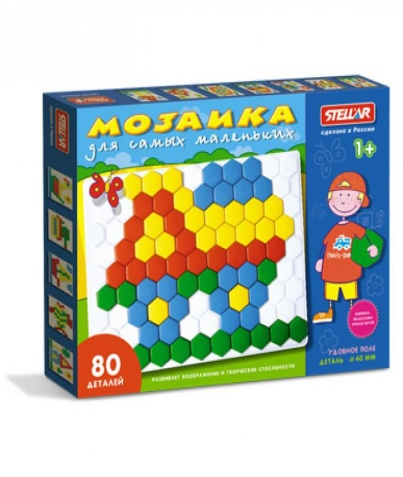 МОЗАИКА
для самых маленьких
STELLAR
сделано в России
1+
80
ДЕТАЛЕЙ
РАЗВИВАЕТ ВООБРАЖЕНИЕ И ТВОРЧЕСКИЕ СПОСОБНОСТИ
УДОБНОЕ ПОЛЕ
ДЕТАЛЬ ⌀ 40 ММ